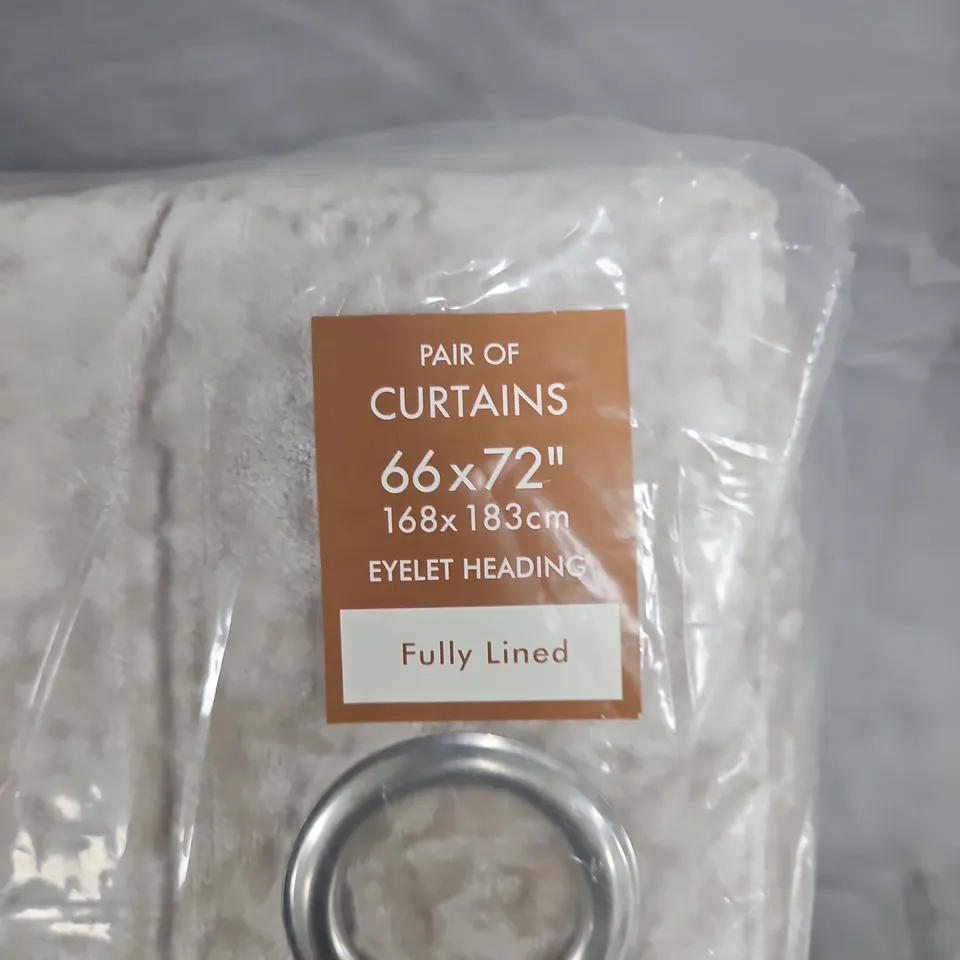 PAIR OF
CURTAINS
66x72"
168x183cm
EYELET HEADING
Fully Lined